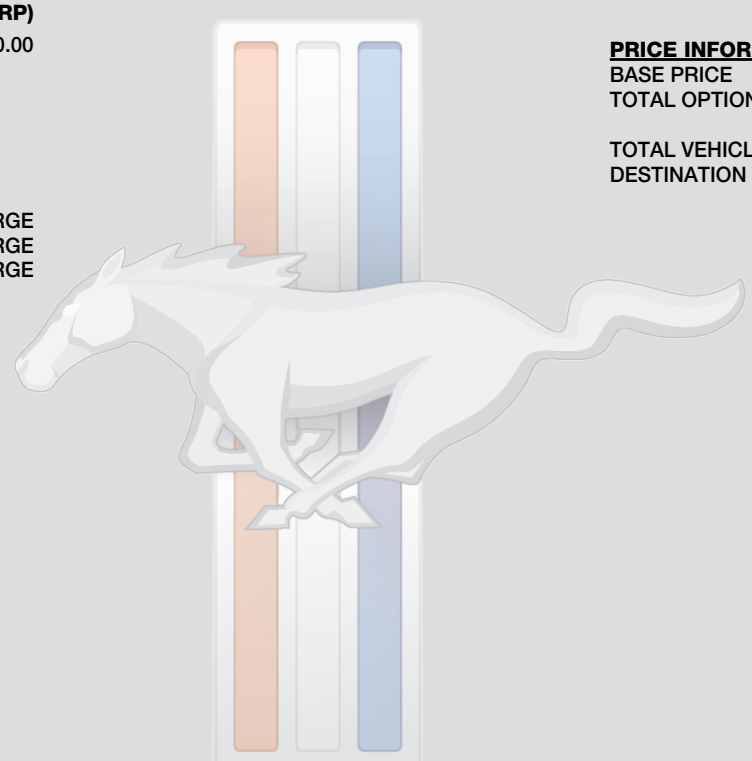 RP)
0.00
RGE
RGE
RGE
PRICE INFOR
BASE PRICE
TOTAL OPTION
TOTAL VEHICL
DESTINATION